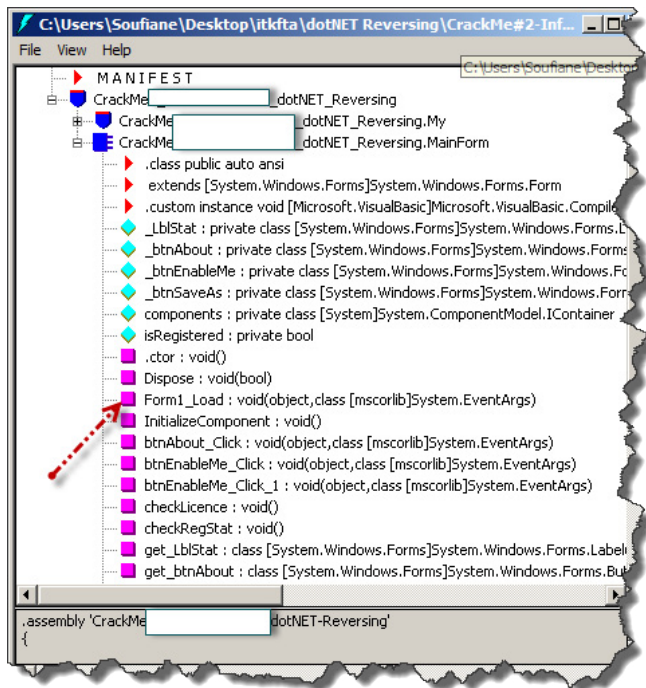 C:\Users\Soufiane\Desktop\itkfta\dotNET Reversing\CrackMe#2-Inf...
File View Help
C:\Users\Soufiane\Desktop
M A N I F E S T
CrackMe _dotNET_Reversing
CrackMe _dotNET_Reversing.My
CrackMe _dotNET_Reversing.MainForm
.class public auto ansi
extends [System.Windows.Forms]System.Windows.Forms.Form
.custom instance void [Microsoft.VisualBasic]Microsoft.VisualBasic.Compile
_LblStat : private class [System.Windows.Forms]System.Windows.Forms.L
_btnAbout : private class [System.Windows.Forms]System.Windows.Forms
_btnEnableMe : private class [System.Windows.Forms]System.Windows.Fo
_btnSaveAs : private class [System.Windows.Forms]System.Windows.Form
components : private class [System]System.ComponentModel.IContainer
isRegistered : private bool
.ctor : void()
Dispose : void(bool)
Form1_Load : void(object,class [mscorlib]System.EventArgs)
InitializeComponent : void()
btnAbout_Click : void(object,class [mscorlib]System.EventArgs)
btnEnableMe_Click : void(object,class [mscorlib]System.EventArgs)
btnEnableMe_Click_1 : void(object,class [mscorlib]System.EventArgs)
checkLicence : void()
checkRegStat : void()
get_LblStat : class [System.Windows.Forms]System.Windows.Forms.Label
get_btnAbout : class [System.Windows.Forms]System.Windows.Forms.But
.assembly 'CrackMe dotNET-Reversing'
{